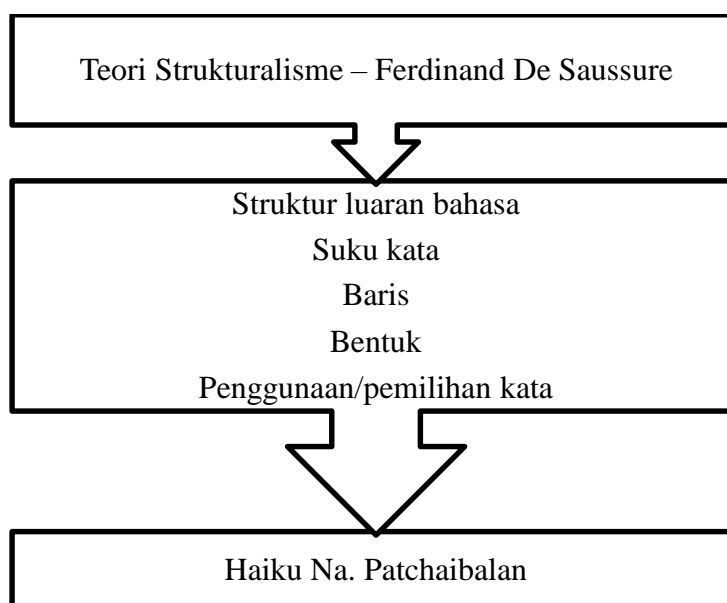 Teori Strukturalisme – Ferdinand De Saussure
Struktur luaran bahasa
Suku kata
Baris
Bentuk
Penggunaan/pemilihan kata
Haiku Na. Patchaibalan